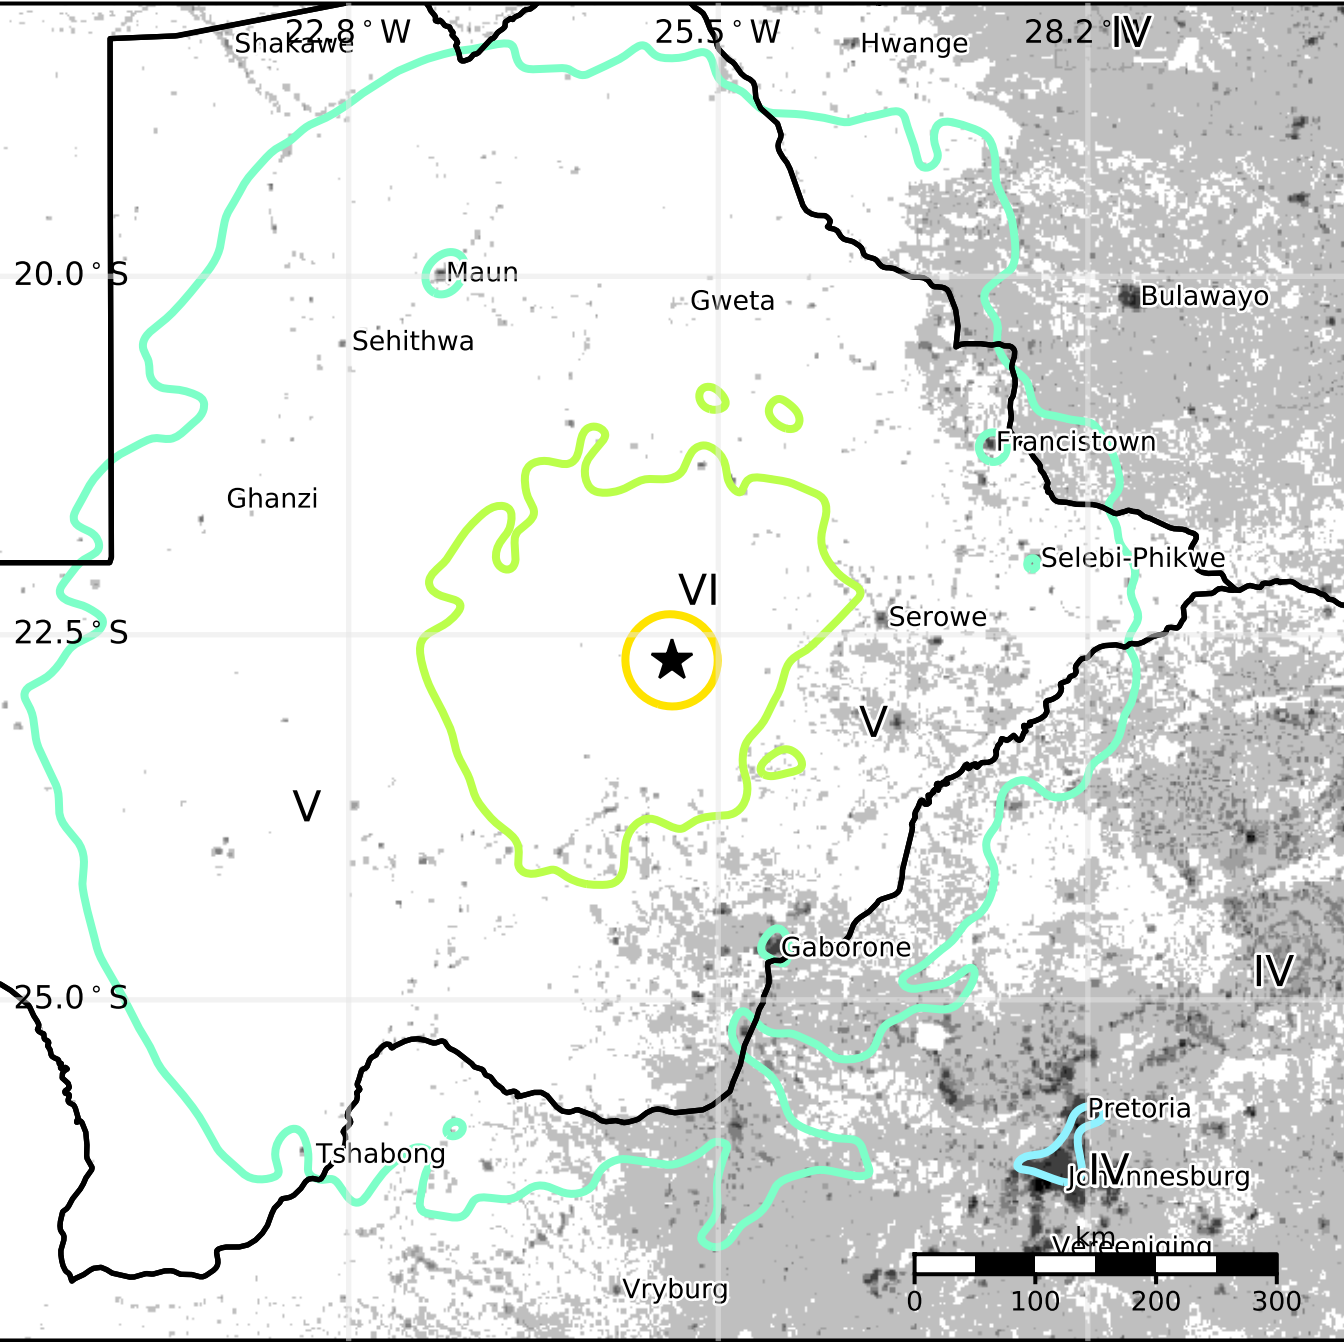 22.8°W
25.5°W
28.2°
IV
Shakawe
Hwange
20.0°S
Maun
Gweta
Bulawayo
Sehithwa
Francistown
Ghanzi
Selebi-Phikwe
VI
Serowe
22.5°S
V
V
Gaborone
IV
25.0°S
Pretoria
Tshabong
IV
Johannesburg
km
Vereeniging
Vryburg
0 100 200 300